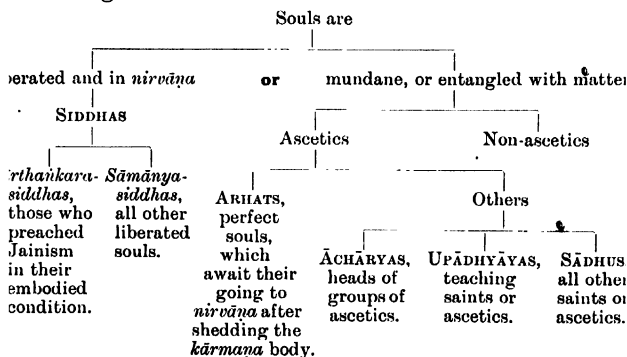 Souls are
perated and in nirvāṇa or mundane, or entangled with matter
SIDDHAS
Ascetics Non-ascetics
rthaṅkara-
siddhas,
those who
preached
Jainism
in their
embodied
condition.
Sāmānya-
siddhas,
all other
liberated
souls.
ARHATS,
perfect
souls,
which
await their
going to
nirvāṇa after
shedding the
kārmaṇa body.
Others
ĀCHĀRYAS,
heads of
groups of
ascetics.
UPĀDHYĀYAS,
teaching
saints or
ascetics.
SĀDHUS,
all other
saints or
ascetics.